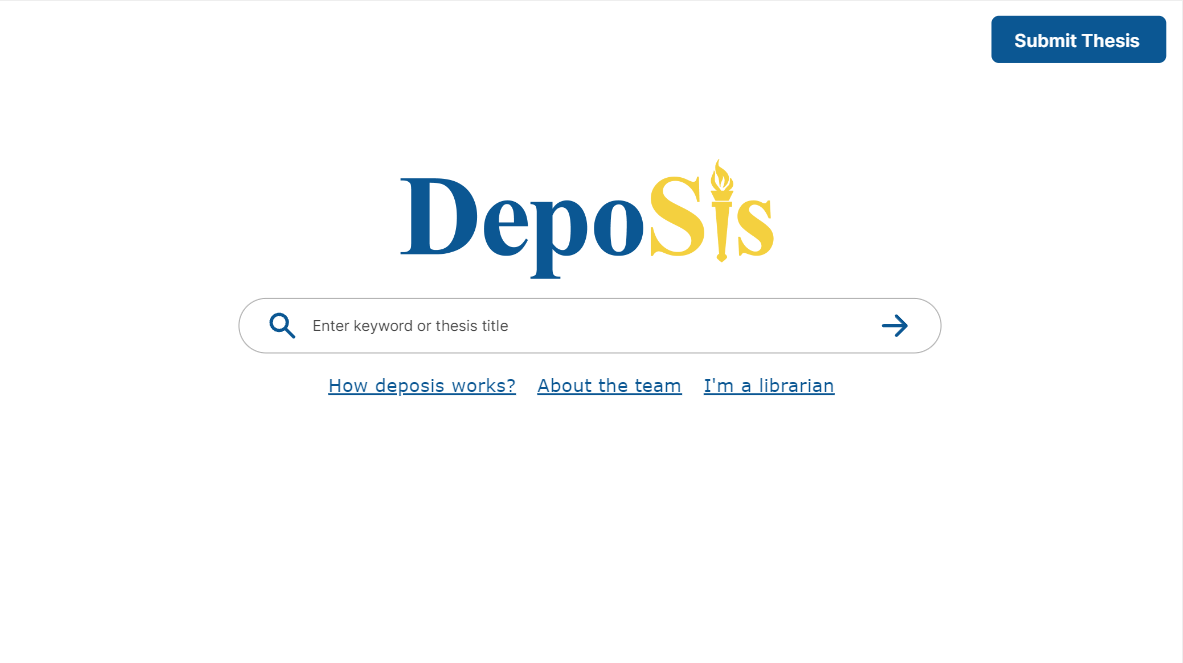 Submit Thesis
DepoSis
Enter keyword or thesis title
How deposis works? About the team I'm a librarian